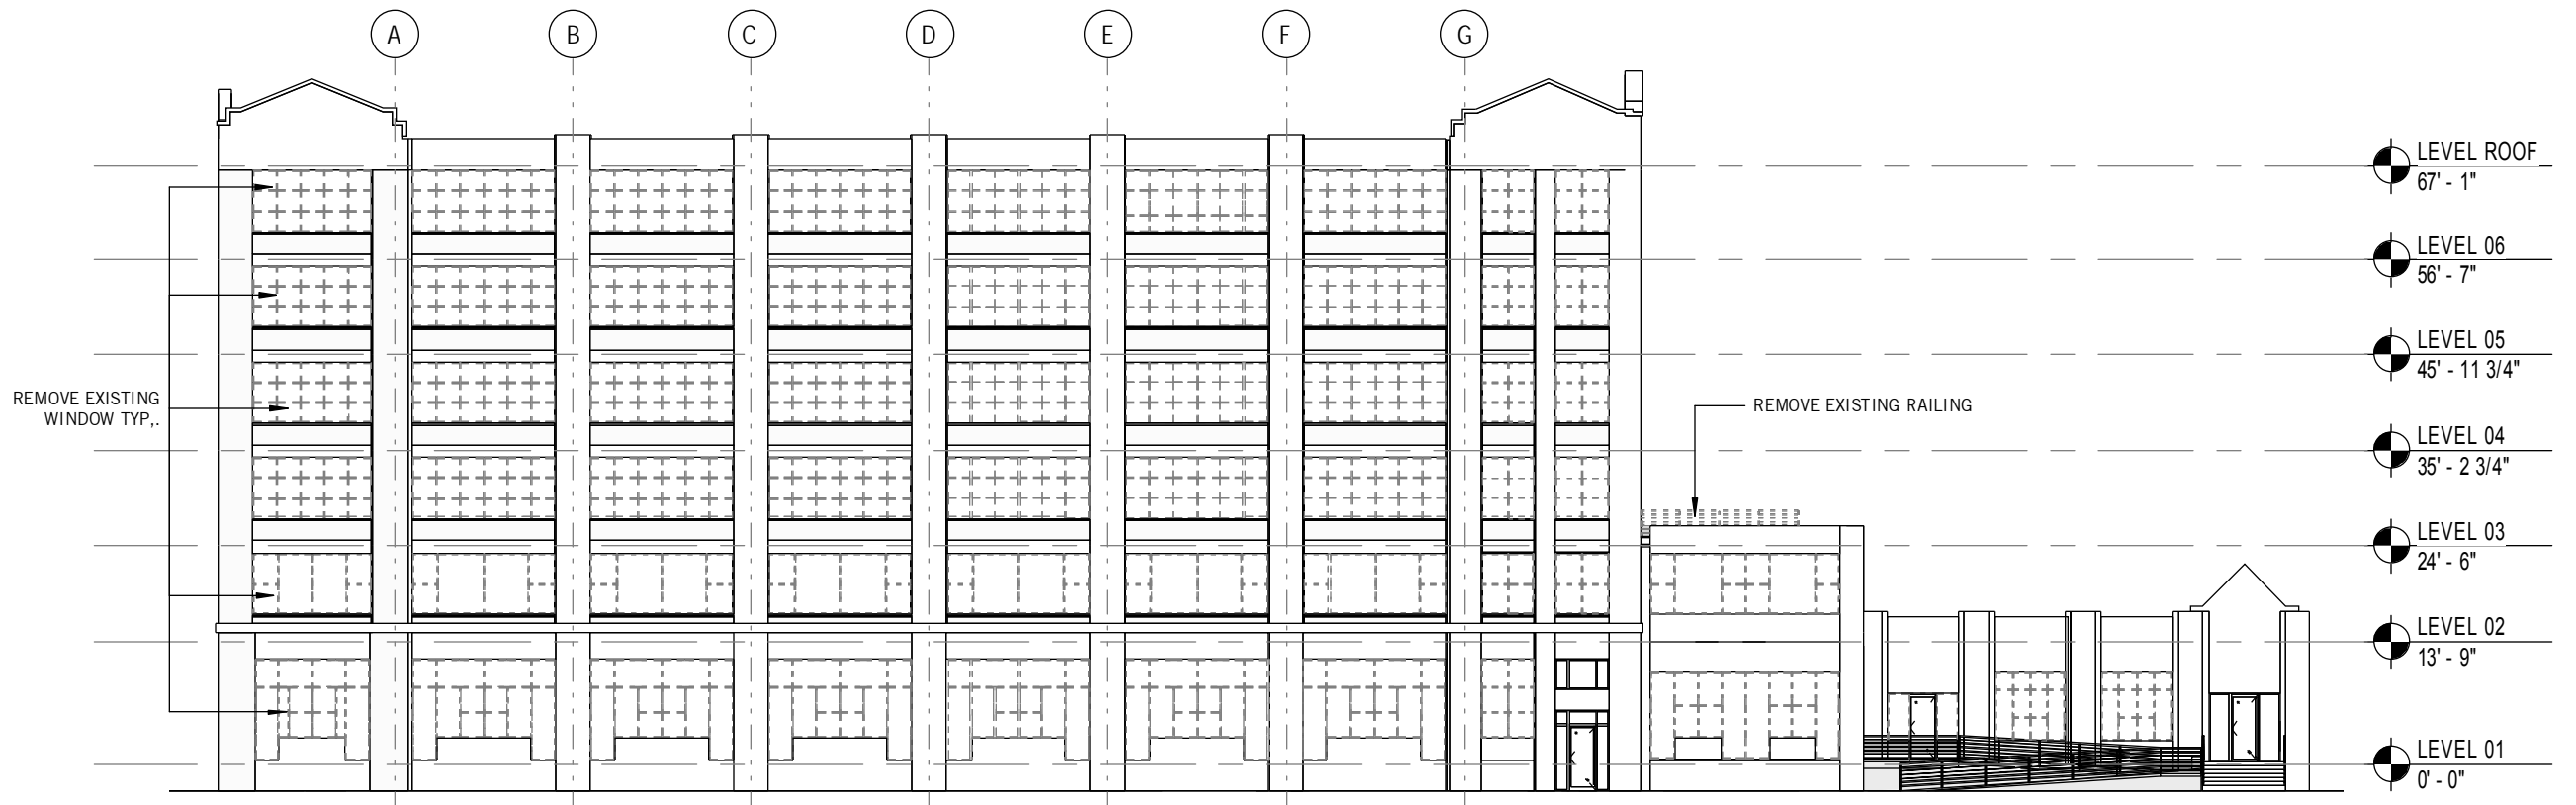 A
B
C
D
E
F
G
LEVEL ROOF
67' - 1"
LEVEL 06
56' - 7"
LEVEL 05
45' - 11 3/4"
REMOVE EXISTING
WINDOW TYP,.
REMOVE EXISTING RAILING
LEVEL 04
35' - 2 3/4"
LEVEL 03
24' - 6"
LEVEL 02
13' - 9"
LEVEL 01
0' - 0"